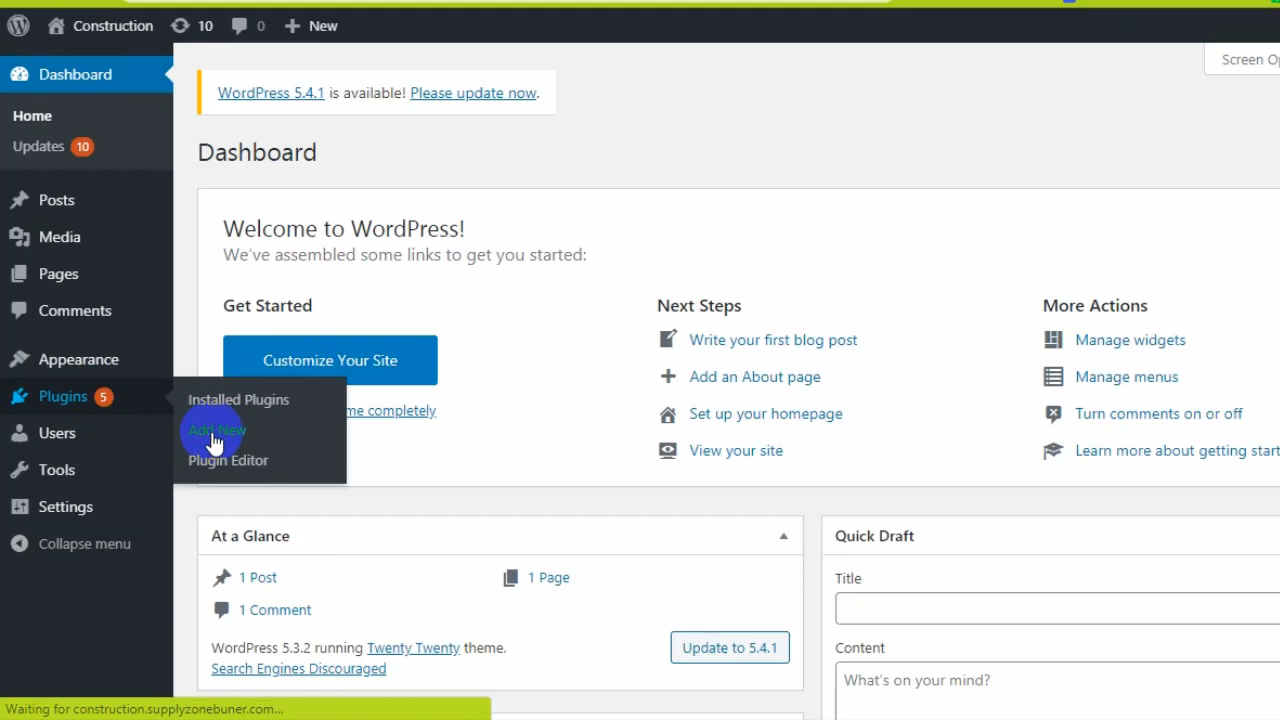 Construction
10
0
New
Screen Op
Dashboard
Home
Updates 10
Posts
Media
Pages
Comments
Appearance
Plugins 5
Users
Tools
Settings
Collapse menu
Installed Plugins
Add New
Plugin Editor
WordPress 5.4.1 is available! Please update now.
Dashboard
Welcome to WordPress!
We've assembled some links to get you started:
Get Started
Customize Your Site
me completely
Next Steps
Write your first blog post
Add an About page
Set up your homepage
View your site
More Actions
Manage widgets
Manage menus
Turn comments on or off
Learn more about getting start
At a Glance
1 Post
1 Page
1 Comment
WordPress 5.3.2 running Twenty Twenty theme.
Update to 5.4.1
Search Engines Discouraged
Quick Draft
Title
Content
What's on your mind?
Waiting for construction.supplyzonebuner.com...